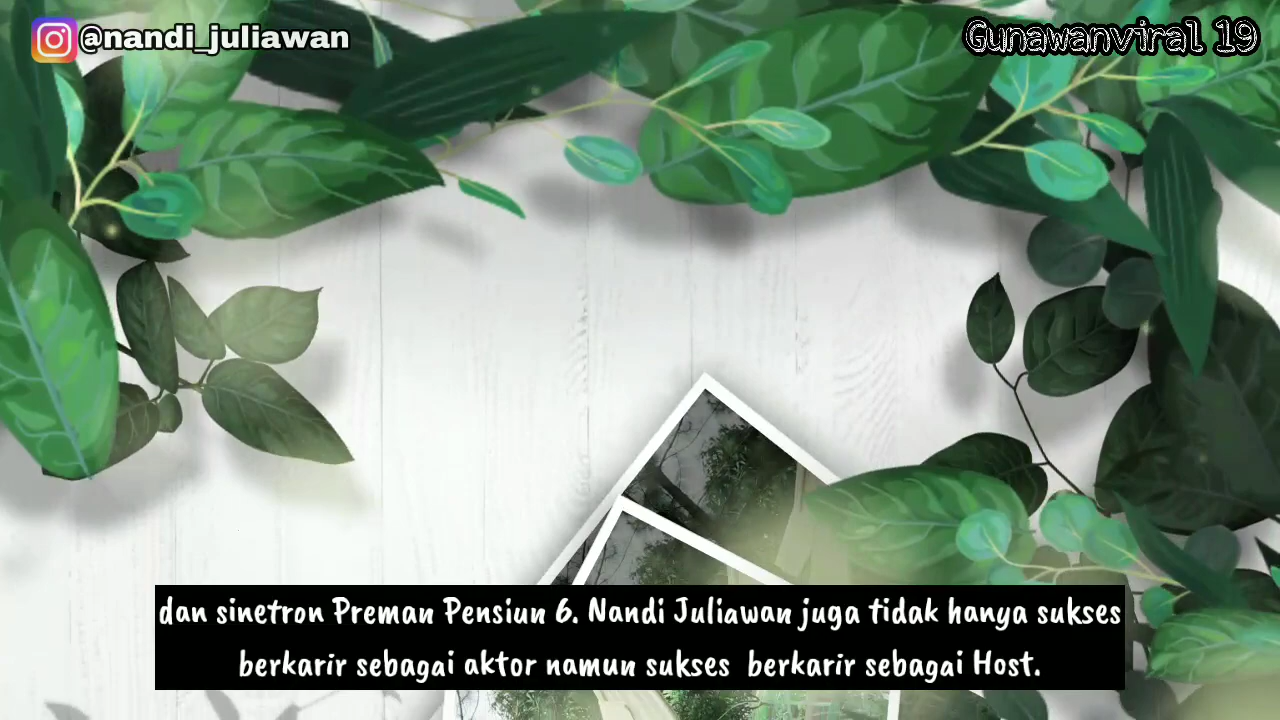 @nandi_juliawan
Gunawanviral 19
dan sinetron Preman Pensiun 6. Nandi Juliawan juga tidak hanya sukses
berkarir sebagai aktor namun sukses berkarir sebagai Host.